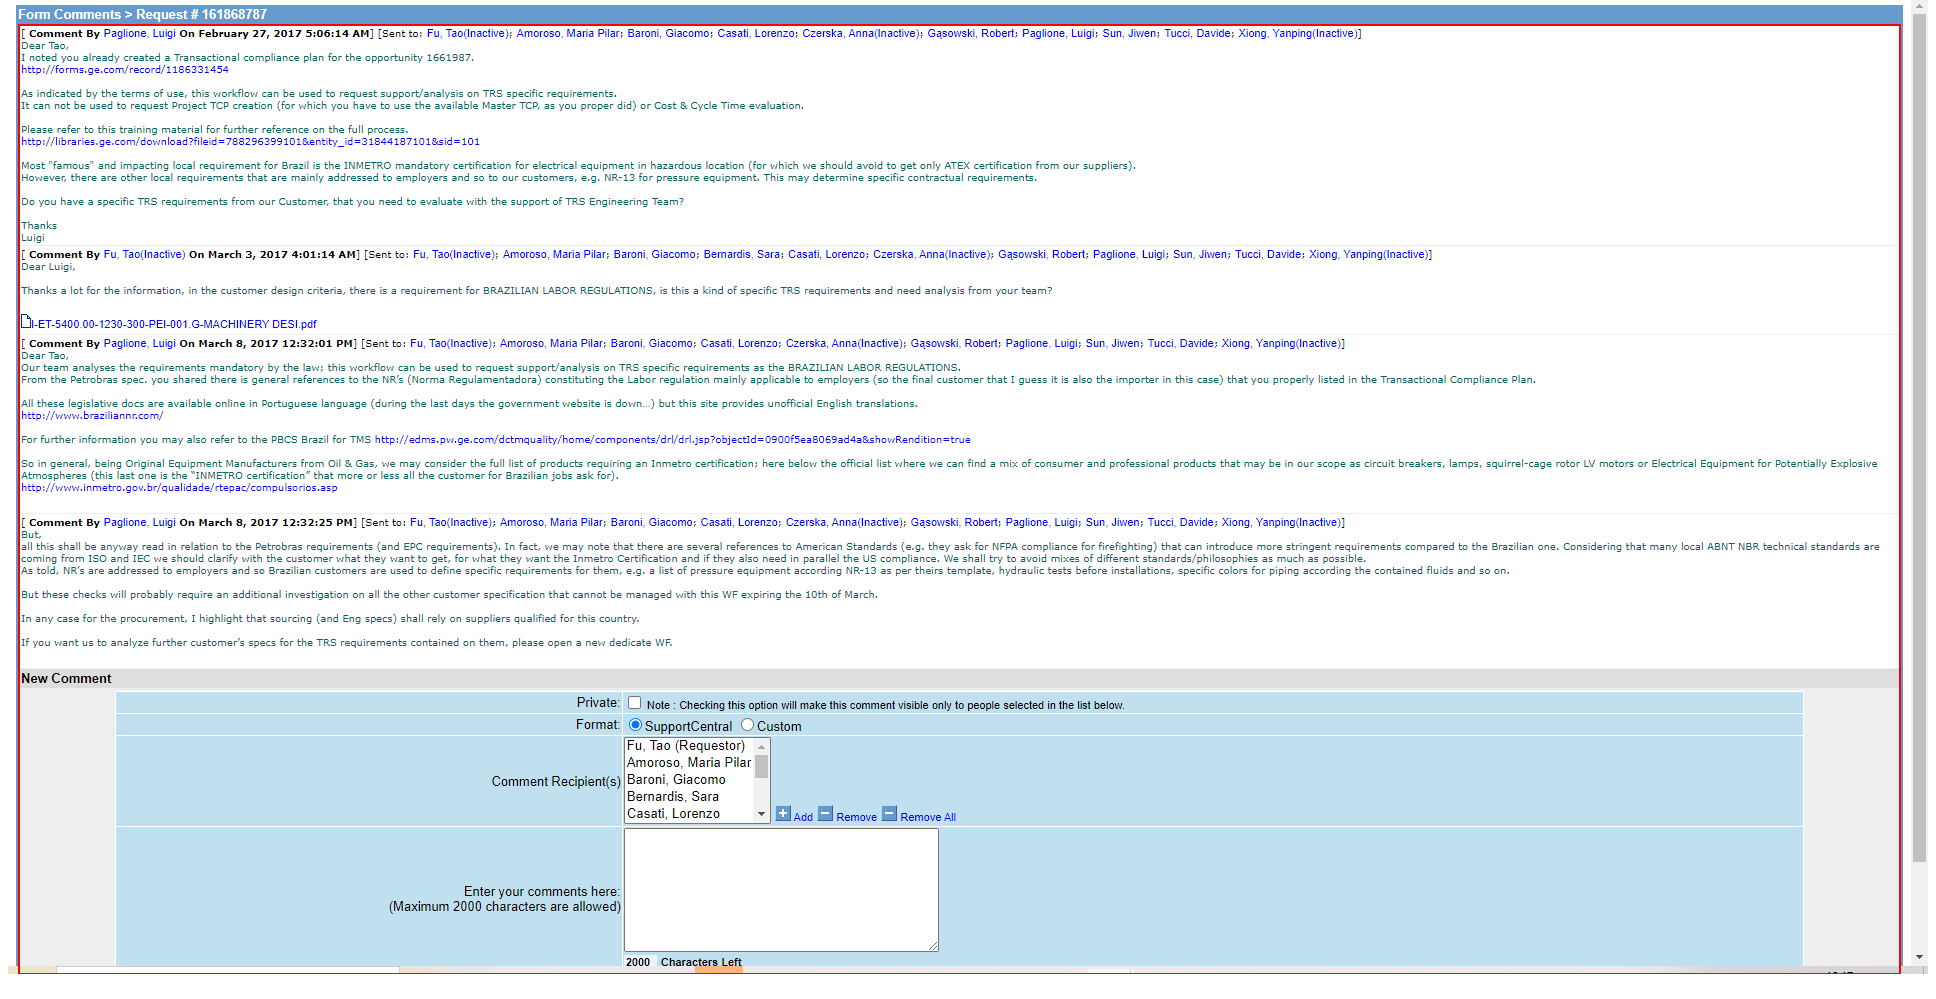 Form Comments > Request # 161868787
[ Comment By Paglione, Luigi On February 27, 2017 5:06:14 AM] [Sent to: Fu, Tao(Inactive); Amoroso, Maria Pilar; Baroni, Giacomo; Casati, Lorenzo; Czerska, Anna(Inactive); Gąsowski, Robert; Paglione, Luigi; Sun, Jiwen; Tucci, Davide; Xiong, Yanping(Inactive)]
Dear Tao,
I noted you already created a Transactional compliance plan for the opportunity 1661987.
http://forms.ge.com/record/1186331454
As indicated by the terms of use, this workflow can be used to request support/analysis on TRS specific requirements.
It can not be used to request Project TCP creation (for which you have to use the available Master TCP, as you proper did) or Cost & Cycle Time evaluation.
Please refer to this training material for further reference on the full process.
http://libraries.ge.com/download?fileid=788296399101&entity_id=31844187101&sid=101
Most "famous" and impacting local requirement for Brazil is the INMETRO mandatory certification for electrical equipment in hazardous location (for which we should avoid to get only ATEX certification from our suppliers).
However, there are other local requirements that are mainly addressed to employers and so to our customers, e.g. NR-13 for pressure equipment. This may determine specific contractual requirements.
Do you have a specific TRS requirements from our Customer, that you need to evaluate with the support of TRS Engineering Team?
Thanks
Luigi
[ Comment By Fu, Tao(Inactive) On March 3, 2017 4:01:14 AM] [Sent to: Fu, Tao(Inactive); Amoroso, Maria Pilar; Baroni, Giacomo; Bernardis, Sara; Casati, Lorenzo; Czerska, Anna(Inactive); Gąsowski, Robert; Paglione, Luigi; Sun, Jiwen; Tucci, Davide; Xiong, Yanping(Inactive)]
Dear Luigi,
Thanks a lot for the information, in the customer design criteria, there is a requirement for BRAZILIAN LABOR REGULATIONS, is this a kind of specific TRS requirements and need analysis from your team?
I-ET-5400.00-1230-300-PEI-001.G-MACHINERY DESI.pdf
[ Comment By Paglione, Luigi On March 8, 2017 12:32:01 PM] [Sent to: Fu, Tao(Inactive); Amoroso, Maria Pilar; Baroni, Giacomo; Casati, Lorenzo; Czerska, Anna(Inactive); Gąsowski, Robert; Paglione, Luigi; Sun, Jiwen; Tucci, Davide; Xiong, Yanping(Inactive)]
Dear Tao,
Our team analyses the requirements mandatory by the law; this workflow can be used to request support/analysis on TRS specific requirements as the BRAZILIAN LABOR REGULATIONS.
From the Petrobras spec. you shared there is general references to the NR’s (Norma Regulamentadora) constituting the Labor regulation mainly applicable to employers (so the final customer that I guess it is also the importer in this case) that you properly listed in the Transactional Compliance Plan.
All these legislative docs are available online in Portuguese language (during the last days the government website is down…) but this site provides unofficial English translations.
http://www.braziliannr.com/
For further information you may also refer to the PBCS Brazil for TMS http://edms.pw.ge.com/dctmquality/home/components/drl/drl.jsp?objectId=0900f5ea8069ad4a&showRendition=true
So in general, being Original Equipment Manufacturers from Oil & Gas, we may consider the full list of products requiring an Inmetro certification; here below the official list where we can find a mix of consumer and professional products that may be in our scope as circuit breakers, lamps, squirrel-cage rotor LV motors or Electrical Equipment for Potentially Explosive
Atmospheres (this last one is the “INMETRO certification” that more or less all the customer for Brazilian jobs ask for).
http://www.inmetro.gov.br/qualidade/rtepac/compulsorios.asp
[ Comment By Paglione, Luigi On March 8, 2017 12:32:25 PM] [Sent to: Fu, Tao(Inactive); Amoroso, Maria Pilar; Baroni, Giacomo; Casati, Lorenzo; Czerska, Anna(Inactive); Gąsowski, Robert; Paglione, Luigi; Sun, Jiwen; Tucci, Davide; Xiong, Yanping(Inactive)]
But,
all this shall be anyway read in relation to the Petrobras requirements (and EPC requirements). In fact, we may note that there are several references to American Standards (e.g. they ask for NFPA compliance for firefighting) that can introduce more stringent requirements compared to the Brazilian one. Considering that many local ABNT NBR technical standards are
coming from ISO and IEC we should clarify with the customer what they want to get, for what they want the Inmetro Certification and if they also need in parallel the US compliance. We shall try to avoid mixes of different standards/philosophies as much as possible.
As told, NR’s are addressed to employers and so Brazilian customers are used to define specific requirements for them, e.g. a list of pressure equipment according NR-13 as per theirs template, hydraulic tests before installations, specific colors for piping according the contained fluids and so on.
But these checks will probably require an additional investigation on all the other customer specification that cannot be managed with this WF expiring the 10th of March.
In any case for the procurement, I highlight that sourcing (and Eng specs) shall rely on suppliers qualified for this country.
If you want us to analyze further customer’s specs for the TRS requirements contained on them, please open a new dedicate WF.
New Comment
Private: Note : Checking this option will make this comment visible only to people selected in the list below.
Format: SupportCentral Custom
Comment Recipient(s)
Fu, Tao (Requestor)
Amoroso, Maria Pilar
Baroni, Giacomo
Bernardis, Sara
Casati, Lorenzo
Add Remove Remove All
Enter your comments here:
(Maximum 2000 characters are allowed)
2000 Characters Left